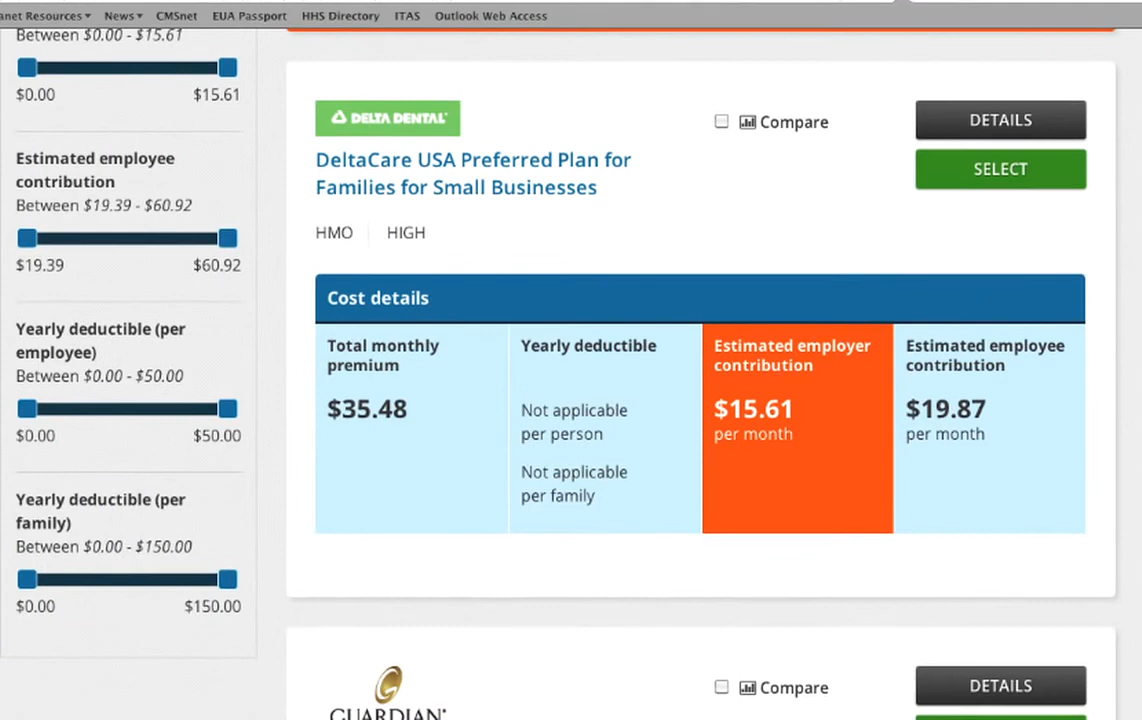 anet Resources▾ News▾ CMSnet EUA Passport HHS Directory ITAS Outlook Web Access
Between $0.00 - $15.61
$0.00 $15.61
Estimated employee
contribution
Between $19.39 - $60.92
$19.39 $60.92
Yearly deductible (per
employee)
Between $0.00 - $50.00
$0.00 $50.00
Yearly deductible (per
family)
Between $0.00 - $150.00
$0.00 $150.00
DELTA DENTAL
Compare
DETAILS
SELECT
DeltaCare USA Preferred Plan for
Families for Small Businesses
HMO HIGH
Cost details
Total monthly
premium
$35.48
Yearly deductible
Not applicable
per person
Not applicable
per family
Estimated employer
contribution
$15.61
per month
Estimated employee
contribution
$19.87
per month
GUARDIAN
Compare
DETAILS